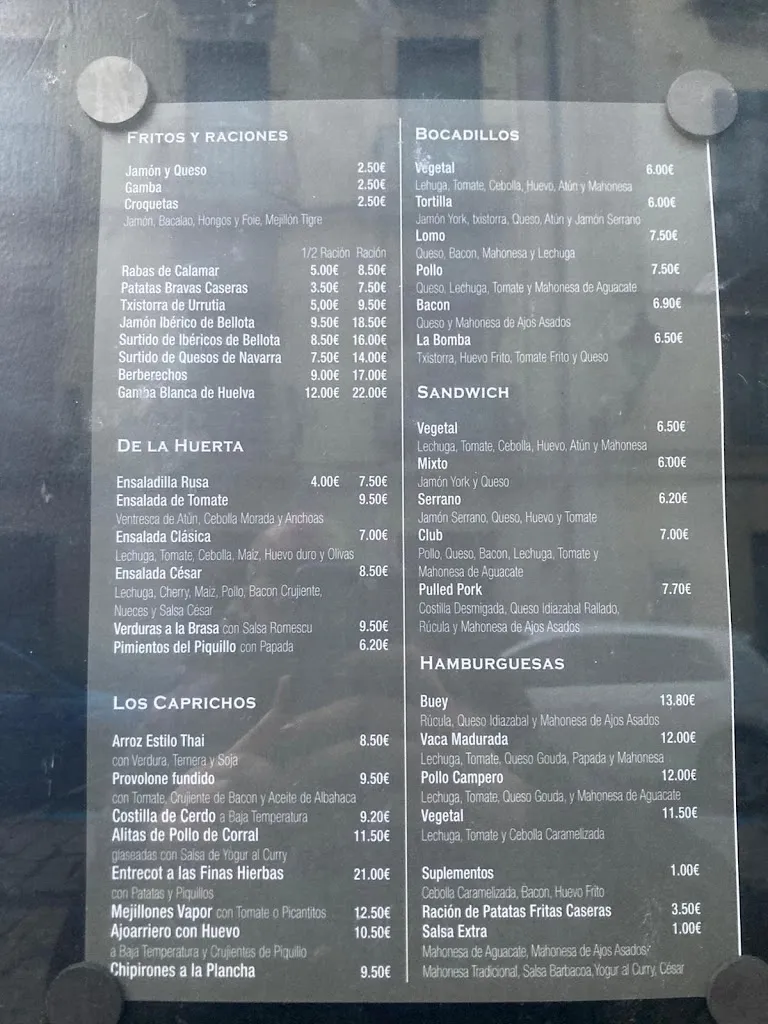 FRITOS Y RACIONES
Jamón y Queso 2.50€
Gamba 2.50€
Croquetas 2.50€
Jamón, Bacalao, Hongos y Foie, Mejillón Tigre
1/2 Ración Ración
Rabas de Calamar 5.00€ 8.50€
Patatas Bravas Caseras 3.50€ 7.50€
Txistorra de Urrutia 5,00€ 9.50€
Jamón Ibérico de Bellota 9.50€ 18.50€
Surtido de Ibéricos de Bellota 8.50€ 16.00€
Surtido de Quesos de Navarra 7.50€ 14.00€
Berberechos 9.00€ 17.00€
Gamba Blanca de Huelva 12.00€ 22.00€
DE LA HUERTA
Ensaladilla Rusa 4.00€ 7.50€
Ensalada de Tomate 9.50€
Ventresca de Atún, Cebolla Morada y Anchoas
Ensalada Clásica 7.00€
Lechuga, Tomate, Cebolla, Maiz, Huevo duro y Olivas
Ensalada César 8.50€
Lechuga, Cherry, Maiz, Pollo, Bacon Crujiente,
Nueces y Salsa César
Verduras a la Brasa con Salsa Romescu 9.50€
Pimientos del Piquillo con Papada 6.20€
LOS CAPRICHOS
Arroz Estilo Thai 8.50€
con Verdura, Ternera y Soja
Provolone fundido 9.50€
con Tomate, Crujiente de Bacon y Aceite de Albahaca
Costilla de Cerdo a Baja Temperatura 9.20€
Alitas de Pollo de Corral 11.50€
glaseadas con Salsa de Yogur al Curry
Entrecot a las Finas Hierbas 21.00€
con Patatas y Piquillos
Mejillones Vapor con Tomate o Picantitos 12.50€
Ajoarriero con Huevo 10.50€
a Baja Temperatura y Crujientes de Piquillo
Chipirones a la Plancha 9.50€
BOCADILLOS
Vegetal 6.00€
Lehuga, Tomate, Cebolla, Huevo, Atún y Mahonesa
Tortilla 6.00€
Jamón York, txistorra, Queso, Atún y Jamón Serrano
Lomo 7.50€
Queso, Bacon, Mahonesa y Lechuga
Pollo 7.50€
Queso, Lechuga, Tomate y Mahonesa de Aguacate
Bacon 6.90€
Queso y Mahonesa de Ajos Asados
La Bomba 6.50€
Txistorra, Huevo Frito, Tomate Frito y Queso
SANDWICH
Vegetal 6.50€
Lechuga, Tomate, Cebolla, Huevo, Atún y Mahonesa
Mixto 6.00€
Jamón York y Queso
Serrano 6.20€
Jamón Serrano, Queso, Huevo y Tomate
Club 7.00€
Pollo, Queso, Bacon, Lechuga, Tomate y
Mahonesa de Aguacate
Pulled Pork 7.70€
Costilla Desmigada, Queso Idiazabal Rallado,
Rúcula y Mahonesa de Ajos Asados
HAMBURGUESAS
Buey 13.80€
Rúcula, Queso Idiazabal y Mahonesa de Ajos Asados
Vaca Madurada 12.00€
Lechuga, Tomate, Queso Gouda, Papada y Mahonesa
Pollo Campero 12.00€
Lechuga, Tomate, Queso Gouda, y Mahonesa de Aguacate
Vegetal 11.50€
Lechuga, Tomate y Cebolla Caramelizada
Suplementos 1.00€
Cebolla Caramelizada, Bacon, Huevo Frito
Ración de Patatas Fritas Caseras 3.50€
Salsa Extra 1.00€
Mahonesa de Aguacate, Mahonesa de Ajos Asados,
Mahonesa Tradicional, Salsa Barbacoa, Yogur al Curry, César